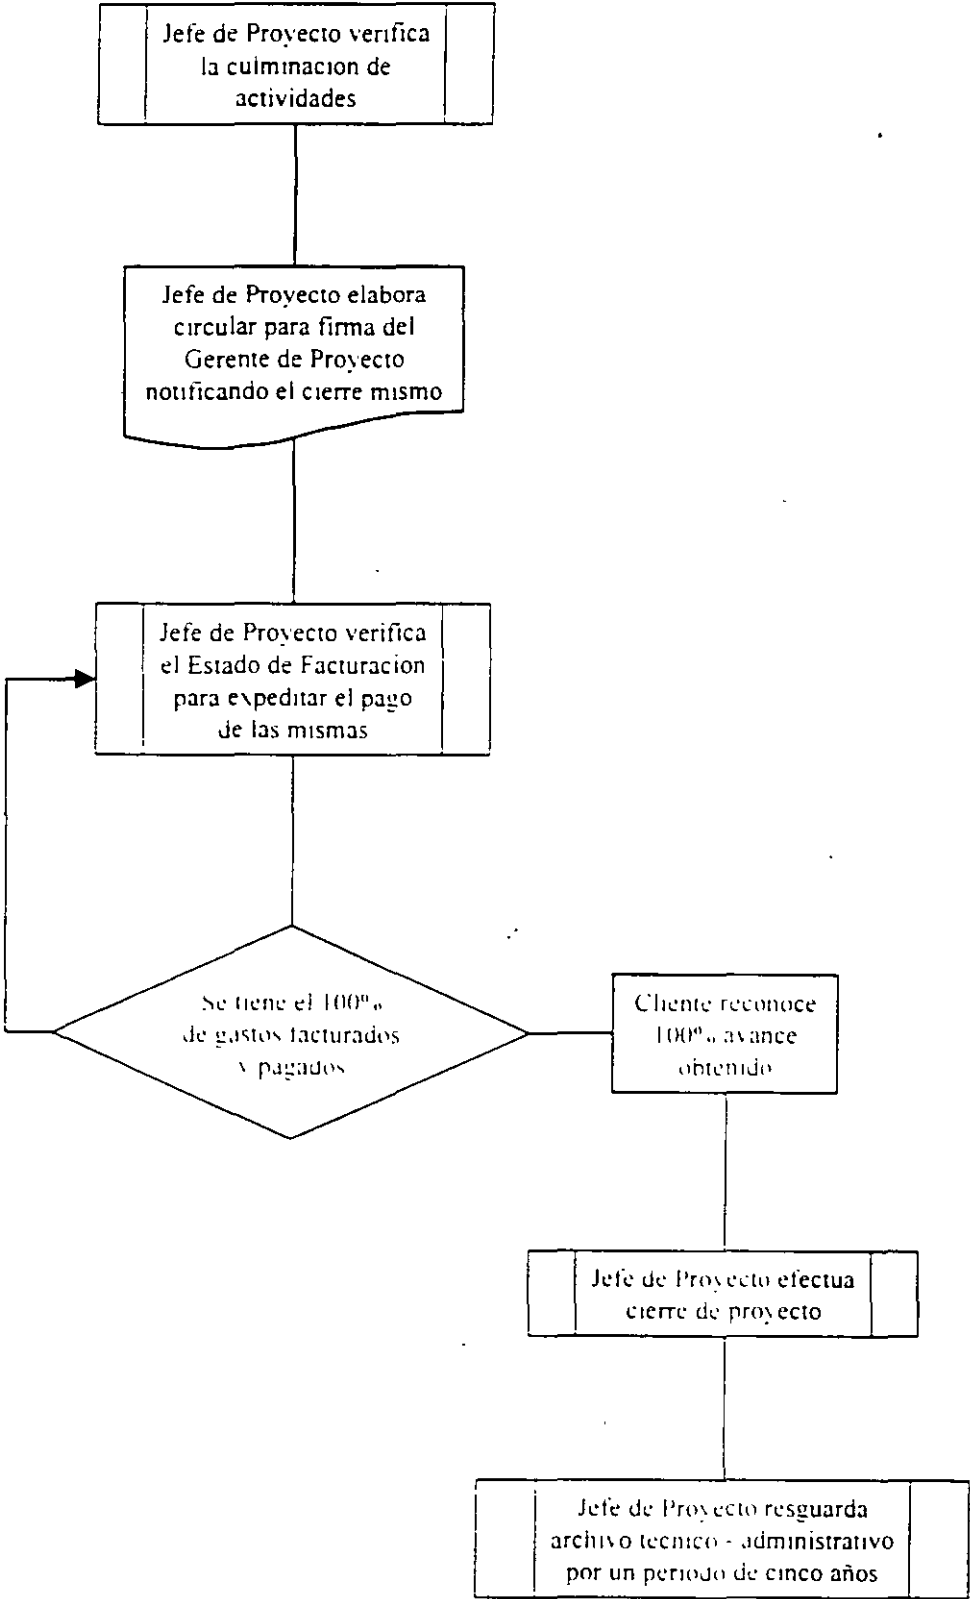 Jefe de Proyecto verifica
la culminacion de
actividades
Jefe de Proyecto elabora
circular para firma del
Gerente de Proyecto
notificando el cierre mismo
Jefe de Proyecto verifica
el Estado de Facturacion
para expeditar el pago
de las mismas
Se tiene el 100%
de gastos facturados
y pagados
Cliente reconoce
100% avance
obtenido
Jefe de Proyecto efectua
cierre de proyecto
Jefe de Proyecto resguarda
archivo tecnico - administrativo
por un periodo de cinco años